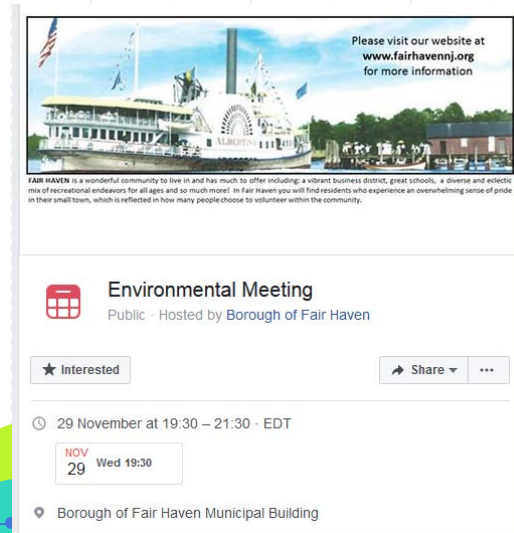 Please visit our website at
www.fairhavennj.org
for more information
ALBERTINA
FAIR HAVEN is a wonderful community to live in and has much to offer including: a vibrant business district, great schools, a diverse and eclectic
mix of recreational endeavors for all ages and so much more! In Fair Haven you will find residents who experience an overwhelming sense of pride
in their small town, which is reflected in how many people choose to volunteer within the community.
Environmental Meeting
Public · Hosted by Borough of Fair Haven
Interested
Share
29 November at 19:30 – 21:30 · EDT
NOV
29
Wed 19:30
Borough of Fair Haven Municipal Building